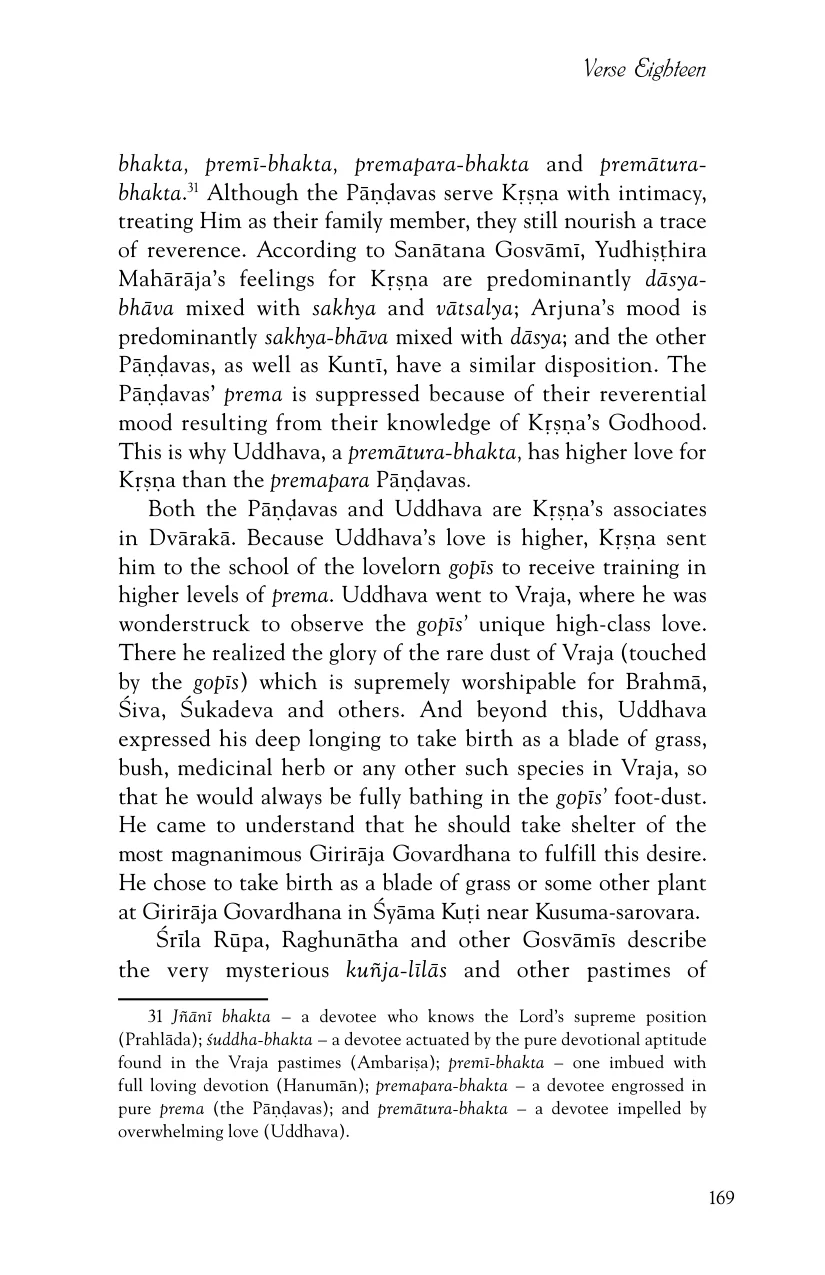 Verse Eighteen
bhakta, premī-bhakta, premapara-bhakta and premātura-
bhakta.31 Although the Pāṇḍavas serve Kṛṣṇa with intimacy,
treating Him as their family member, they still nourish a trace
of reverence. According to Sanātana Gosvāmī, Yudhiṣṭhira
Mahārāja’s feelings for Kṛṣṇa are predominantly dāsya-
bhāva mixed with sakhya and vātsalya; Arjuna’s mood is
predominantly sakhya-bhāva mixed with dāsya; and the other
Pāṇḍavas, as well as Kuntī, have a similar disposition. The
Pāṇḍavas’ prema is suppressed because of their reverential
mood resulting from their knowledge of Kṛṣṇa’s Godhood.
This is why Uddhava, a premātura-bhakta, has higher love for
Kṛṣṇa than the premapara Pāṇḍavas.
Both the Pāṇḍavas and Uddhava are Kṛṣṇa’s associates
in Dvārakā. Because Uddhava’s love is higher, Kṛṣṇa sent
him to the school of the lovelorn gopīs to receive training in
higher levels of prema. Uddhava went to Vraja, where he was
wonderstruck to observe the gopīs’ unique high-class love.
There he realized the glory of the rare dust of Vraja (touched
by the gopīs) which is supremely worshipable for Brahmā,
Śiva, Śukadeva and others. And beyond this, Uddhava
expressed his deep longing to take birth as a blade of grass,
bush, medicinal herb or any other such species in Vraja, so
that he would always be fully bathing in the gopīs’ foot-dust.
He came to understand that he should take shelter of the
most magnanimous Girirāja Govardhana to fulfill this desire.
He chose to take birth as a blade of grass or some other plant
at Girirāja Govardhana in Śyāma Kuṭi near Kusuma-sarovara.
Śrīla Rūpa, Raghunātha and other Gosvāmīs describe
the very mysterious kuñja-līlās and other pastimes of
31 Jñānī bhakta – a devotee who knows the Lord’s supreme position
(Prahlāda); śuddha-bhakta – a devotee actuated by the pure devotional aptitude
found in the Vraja pastimes (Ambariṣa); premī-bhakta – one imbued with
full loving devotion (Hanumān); premapara-bhakta – a devotee engrossed in
pure prema (the Pāṇḍavas); and premātura-bhakta – a devotee impelled by
overwhelming love (Uddhava).
169